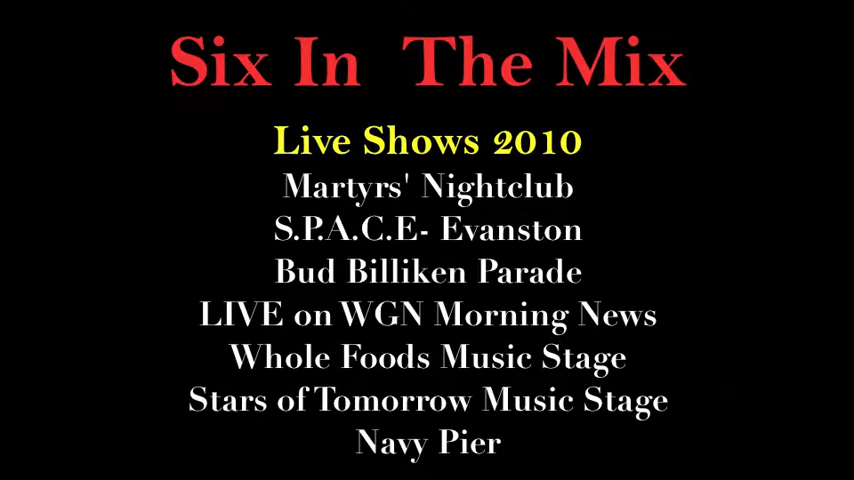 Six In The Mix
Live Shows 2010
Martyrs' Nightclub
S.P.A.C.E- Evanston
Bud Billiken Parade
LIVE on WGN Morning News
Whole Foods Music Stage
Stars of Tomorrow Music Stage
Navy Pier